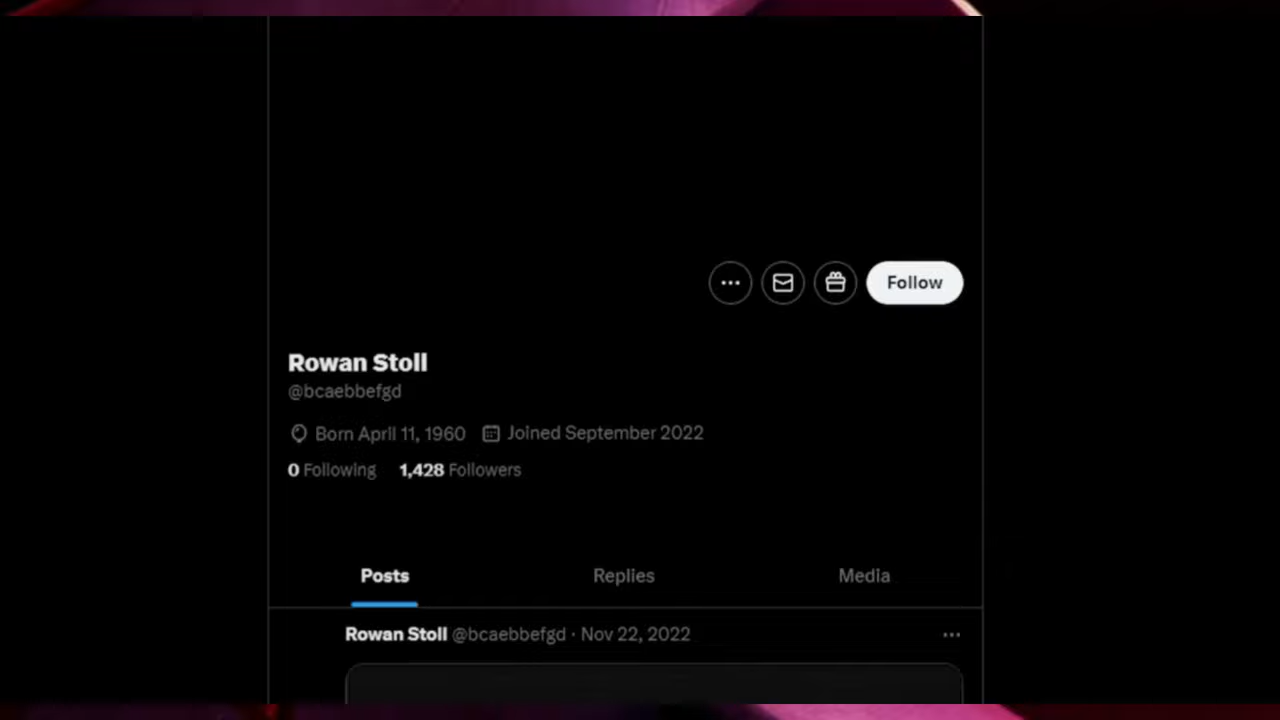 Follow
Rowan Stoll
@bcaebbefgd
Born April 11, 1960 Joined September 2022
0 Following 1,428 Followers
Posts Replies Media
Rowan Stoll @bcaebbefgd · Nov 22, 2022